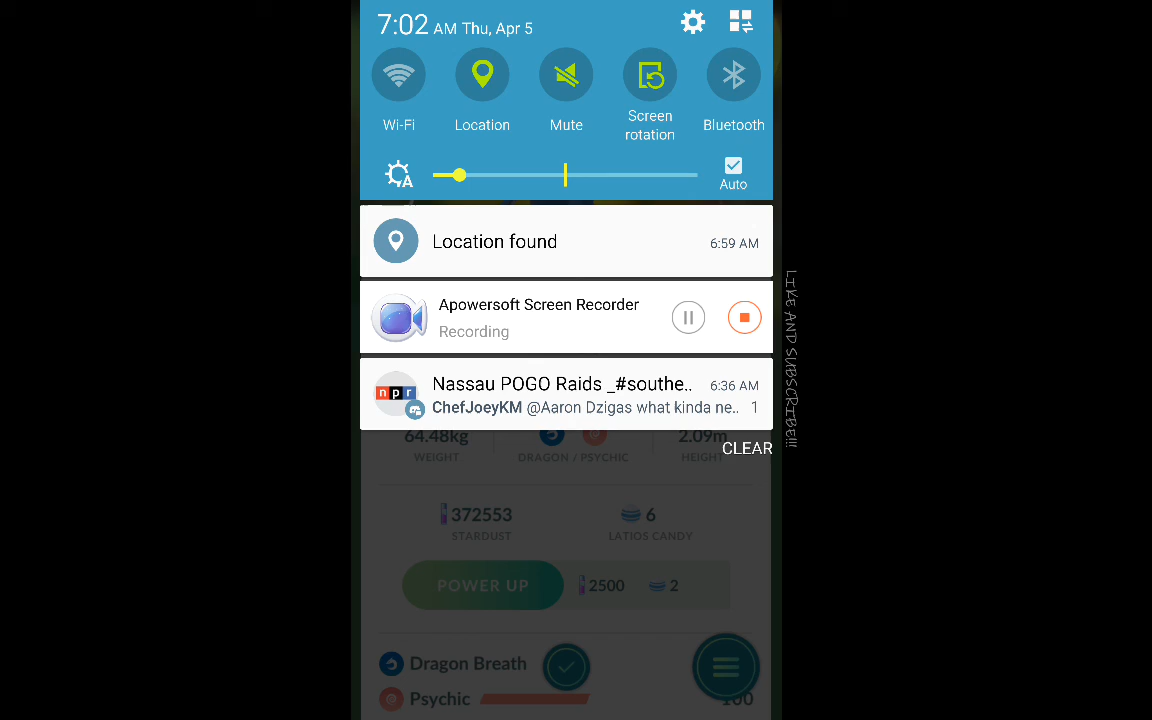 7:02 AM Thu, Apr 5
Wi-Fi
Location
Mute
Screen
rotation
Bluetooth
A
Auto
Location found
6:59 AM
Apowersoft Screen Recorder
Recording
npr
Nassau POGO Raids _#southe..
6:36 AM
ChefJoeyKM @Aaron Dzigas what kinda ne.. 1
CLEAR
64.48kg
WEIGHT
DRAGON / PSYCHIC
2.09m
HEIGHT
372553
STARDUST
6
LATIOS CANDY
POWER UP
2500
2
Dragon Breath
Psychic
100
LIKE AND SUBSCRIBE!!!